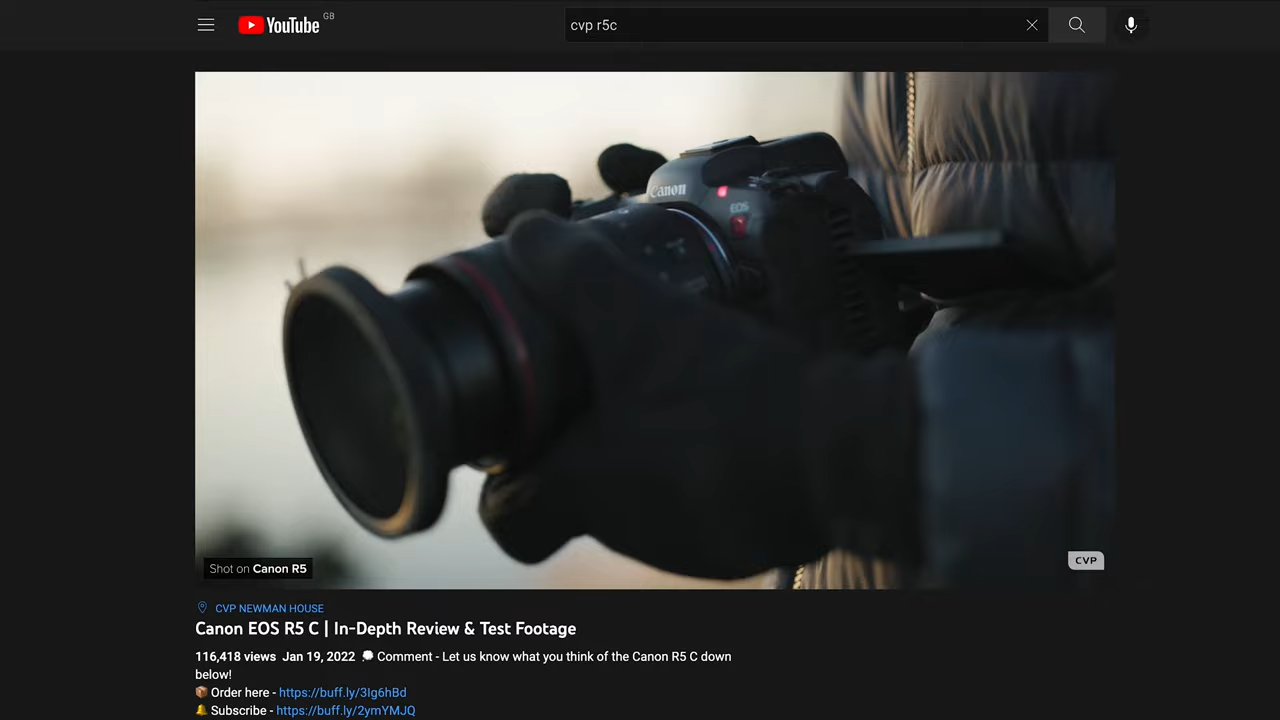 YouTube GB
cvp r5c
Canon
EOS
Shot on Canon R5
CVP
CVP NEWMAN HOUSE
Canon EOS R5 C | In-Depth Review & Test Footage
116,418 views Jan 19, 2022 💭 Comment - Let us know what you think of the Canon R5 C down
below!
📦 Order here - https://buff.ly/3Ig6hBd
🔔 Subscribe - https://buff.ly/2ymYMJQ